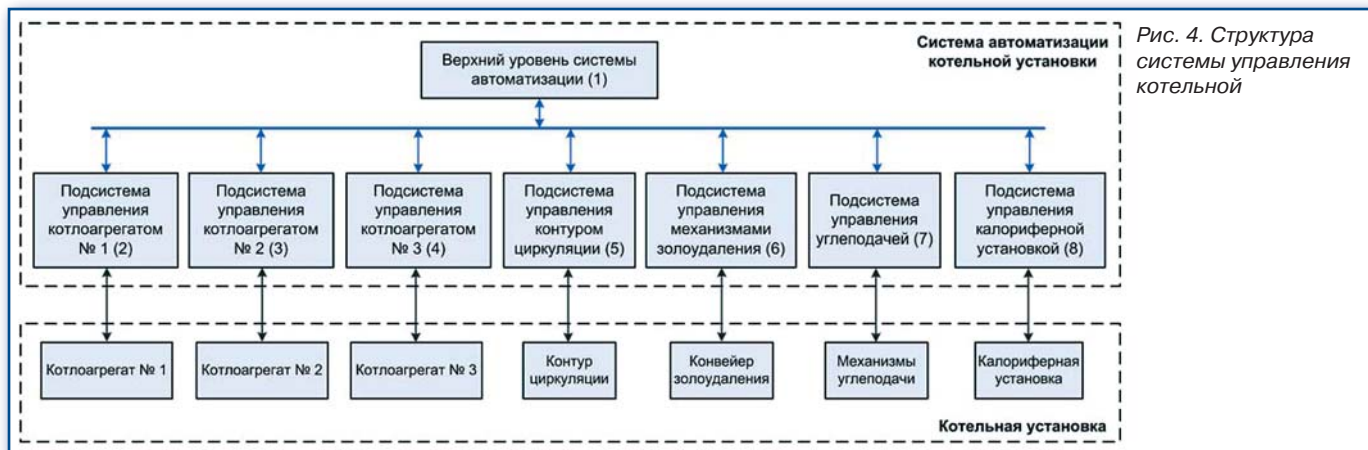 Система автоматизации
котельной установки
Рис. 4. Структура
системы управления
котельной
Верхний уровень системы
автоматизации (1)
Подсистема
управления
котлоагрегатом
№ 1 (2)
Подсистема
управления
котлоагрегатом
№ 2 (3)
Подсистема
управления
котлоагрегатом
№ 3 (4)
Подсистема
управления
контуром
циркуляции (5)
Подсистема
управления
механизмами
золоудаления (6)
Подсистема
управления
углеподачей (7)
Подсистема
управления
калориферной
установкой (8)
Котлоагрегат № 1
Котлоагрегат № 2
Котлоагрегат № 3
Контур
циркуляции
Конвейер
золоудаления
Механизмы
углеподачи
Калориферная
установка
Котельная установка